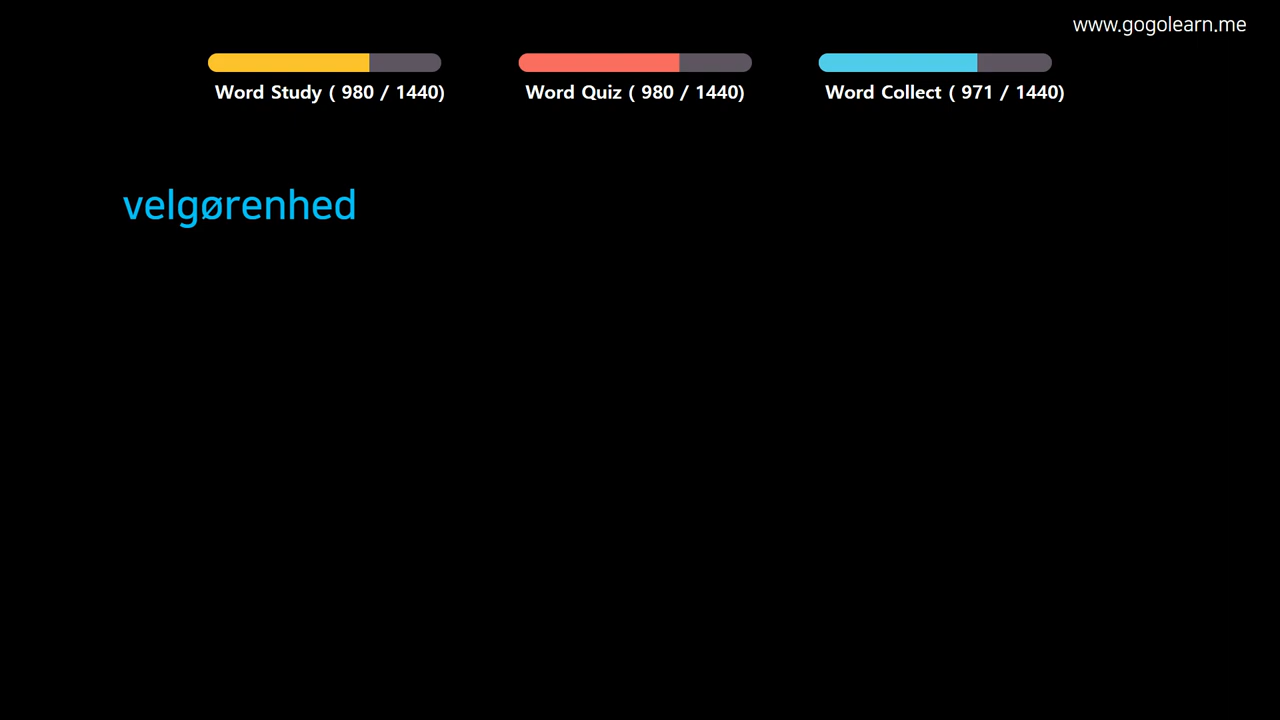 www.gogolearn.me
Word Study ( 980 / 1440)
Word Quiz ( 980 / 1440)
Word Collect ( 971 / 1440)
velgørenhed